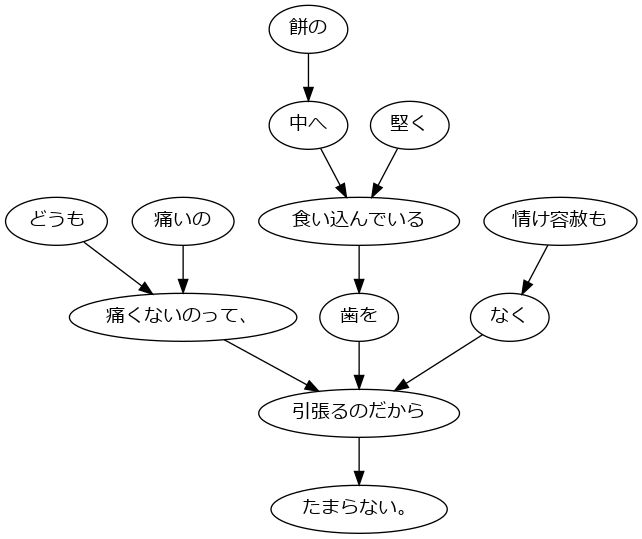 餅の
中へ
堅く
どうも
痛いの
食い込んでいる
情け容赦も
痛くないのって、
歯を
なく
引張るのだから
たまらない。